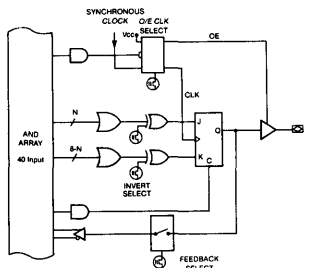 SYNCHRONOUS
CLOCK
O/E CLK
SELECT
Vcc
OE
CLK
N
J
Q
AND
ARRAY
40 Input
8-N
K
C
INVERT
SELECT
FEEDBACK